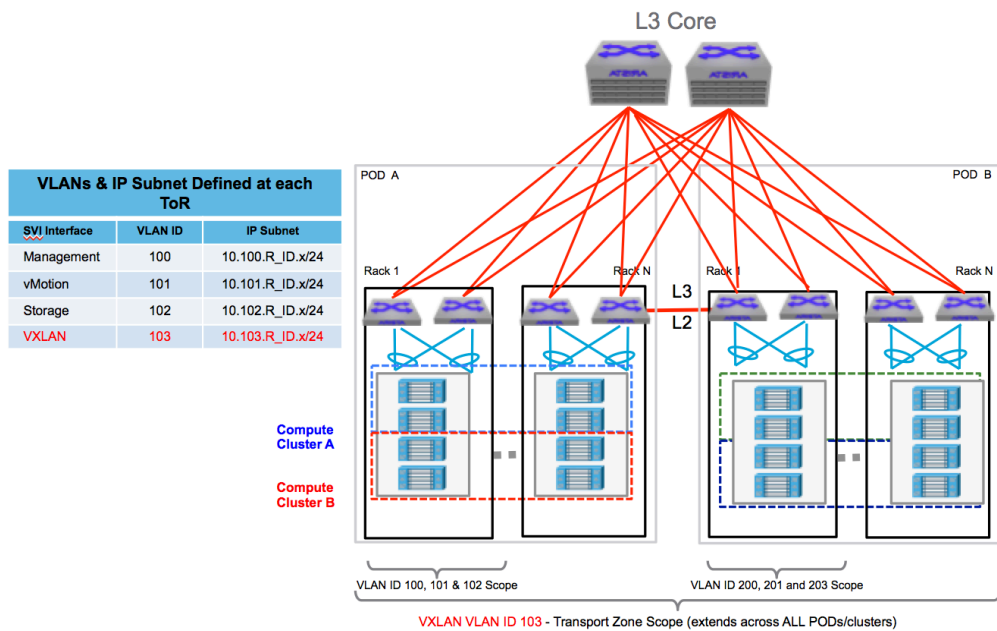 L3 Core
ATSIRA
ATSIRA
POD A
POD B
VLANs & IP Subnet Defined at each
ToR
SVI Interface VLAN ID IP Subnet
Management 100 10.100.R_ID.x/24
vMotion 101 10.101.R_ID.x/24
Storage 102 10.102.R_ID.x/24
VXLAN 103 10.103.R_ID.x/24
Rack 1
Rack N
Rack 1
Rack N
L3
L2
Compute
Cluster A
Compute
Cluster B
VLAN ID 100, 101 & 102 Scope
VLAN ID 200, 201 and 203 Scope
VXLAN VLAN ID 103 - Transport Zone Scope (extends across ALL PODs/clusters)